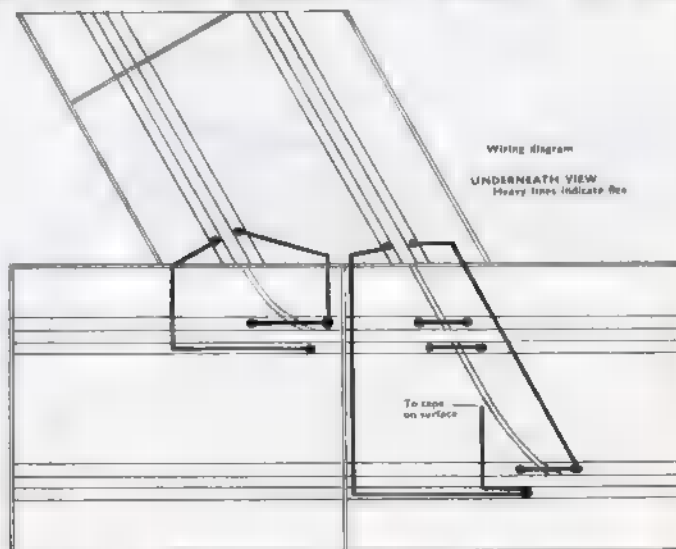 Wiring diagram
UNDERNEATH VIEW
Heavy lines indicate flex
To tape
on surface